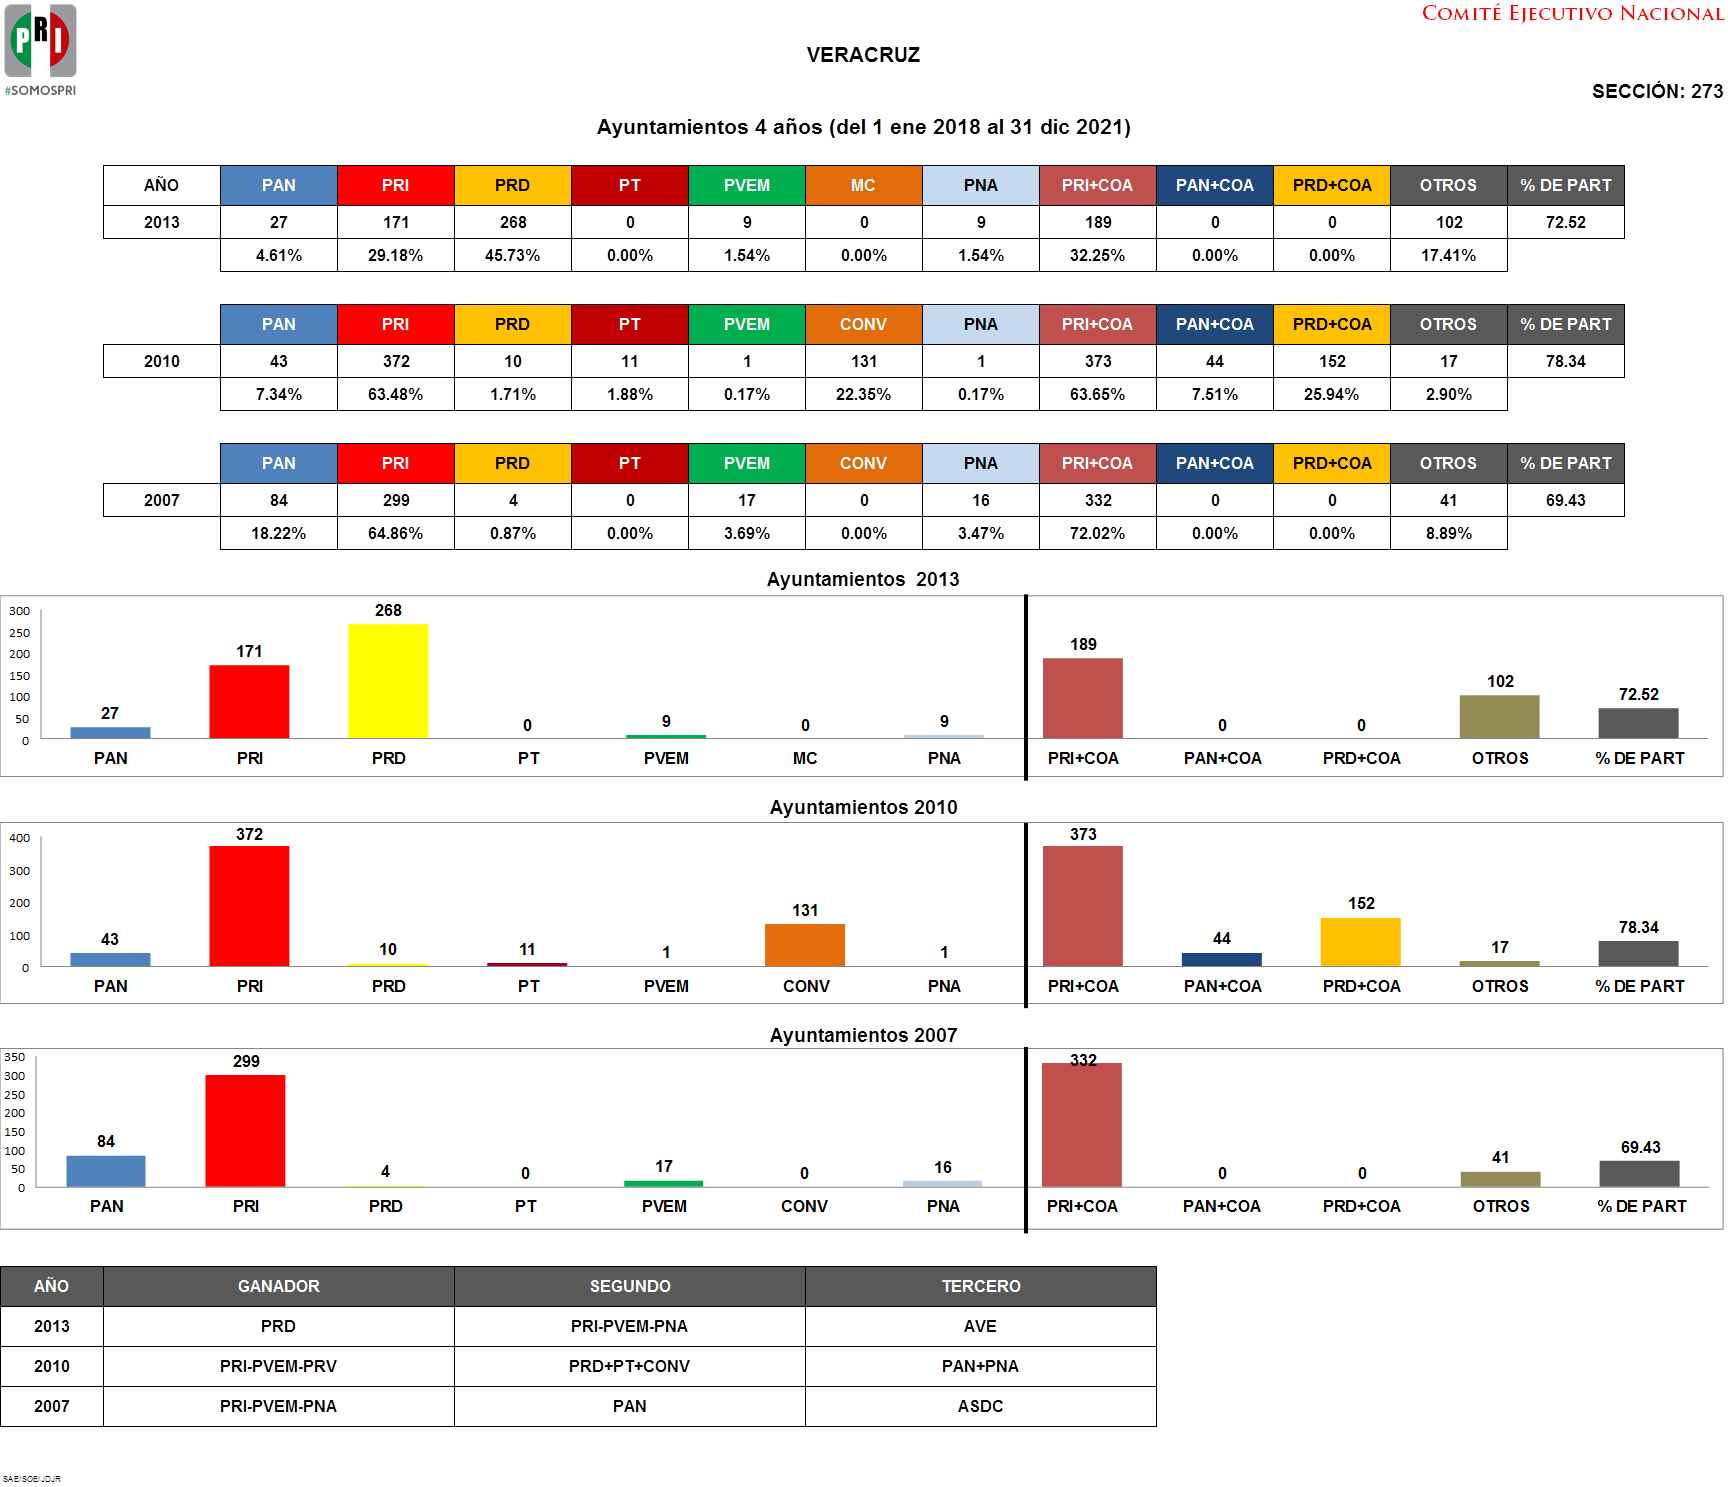 PRI
#SOMOSPRI
COMITÉ EJECUTIVO NACIONAL
VERACRUZ
SECCIÓN: 273
Ayuntamientos 4 años (del 1 ene 2018 al 31 dic 2021)
AÑO PAN PRI PRD PT PVEM MC PNA PRI+COA PAN+COA PRD+COA OTROS % DE PART
2013 27 171 268 0 9 0 9 189 0 0 102 72.52
4.61% 29.18% 45.73% 0.00% 1.54% 0.00% 1.54% 32.25% 0.00% 0.00% 17.41%
PAN PRI PRD PT PVEM CONV PNA PRI+COA PAN+COA PRD+COA OTROS % DE PART
2010 43 372 10 11 1 131 1 373 44 152 17 78.34
7.34% 63.48% 1.71% 1.88% 0.17% 22.35% 0.17% 63.65% 7.51% 25.94% 2.90%
PAN PRI PRD PT PVEM CONV PNA PRI+COA PAN+COA PRD+COA OTROS % DE PART
2007 84 299 4 0 17 0 16 332 0 0 41 69.43
18.22% 64.86% 0.87% 0.00% 3.69% 0.00% 3.47% 72.02% 0.00% 0.00% 8.89%
Ayuntamientos 2013
300
250
200
150
100
50
0
27 171 268 0 9 0 9 189 0 0 102 72.52
PAN PRI PRD PT PVEM MC PNA PRI+COA PAN+COA PRD+COA OTROS % DE PART
Ayuntamientos 2010
400
300
200
100
0
43 372 10 11 1 131 1 373 44 152 17 78.34
PAN PRI PRD PT PVEM CONV PNA PRI+COA PAN+COA PRD+COA OTROS % DE PART
Ayuntamientos 2007
350
300
250
200
150
100
50
0
84 299 4 0 17 0 16 332 0 0 41 69.43
PAN PRI PRD PT PVEM CONV PNA PRI+COA PAN+COA PRD+COA OTROS % DE PART
AÑO GANADOR SEGUNDO TERCERO
2013 PRD PRI-PVEM-PNA AVE
2010 PRI-PVEM-PRV PRD+PT+CONV PAN+PNA
2007 PRI-PVEM-PNA PAN ASDC
SAE/SOE/JDJR